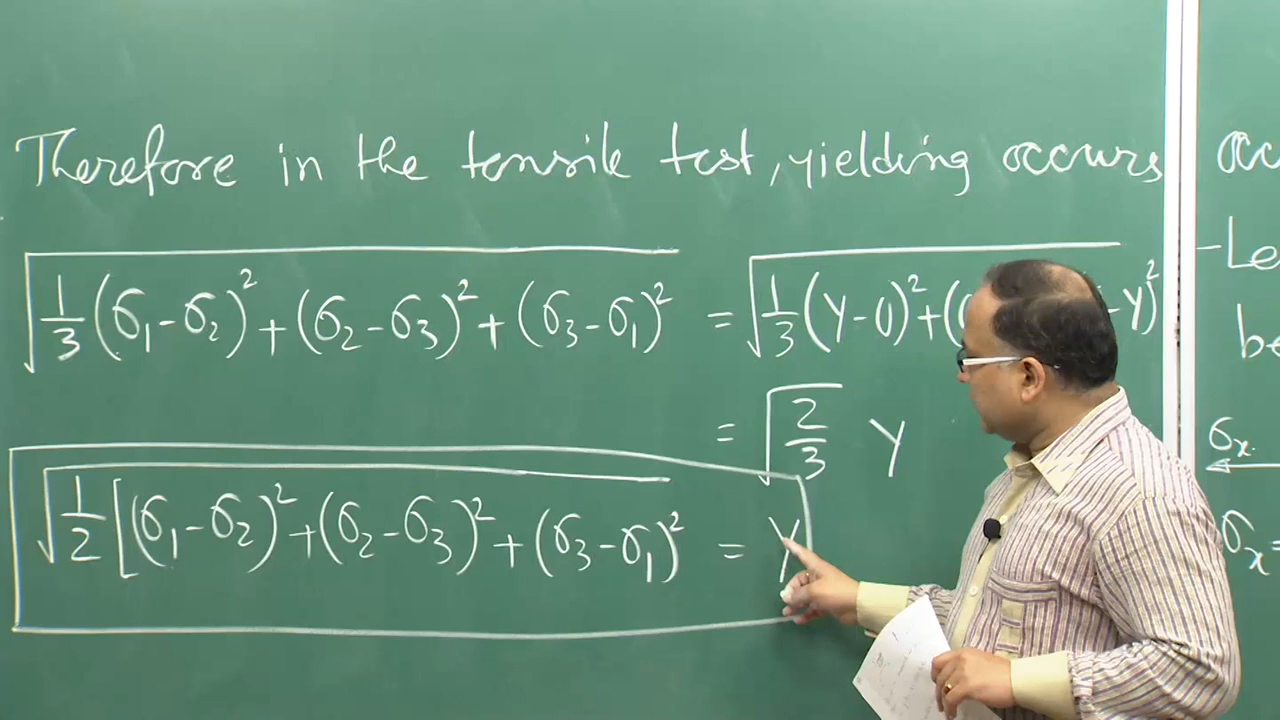 Therefore in the tensile test, yielding occurs
√1/3 (σ₁-σ₂)² + (σ₂-σ₃)² + (σ₃-σ₁)² = √1/3 (Y-0)² + (0 -Y)²
= √2/3 Y
√1/2 [(σ₁-σ₂)² + (σ₂-σ₃)² + (σ₃-σ₁)² = Y
-Le
be
σₓ
σₓ=